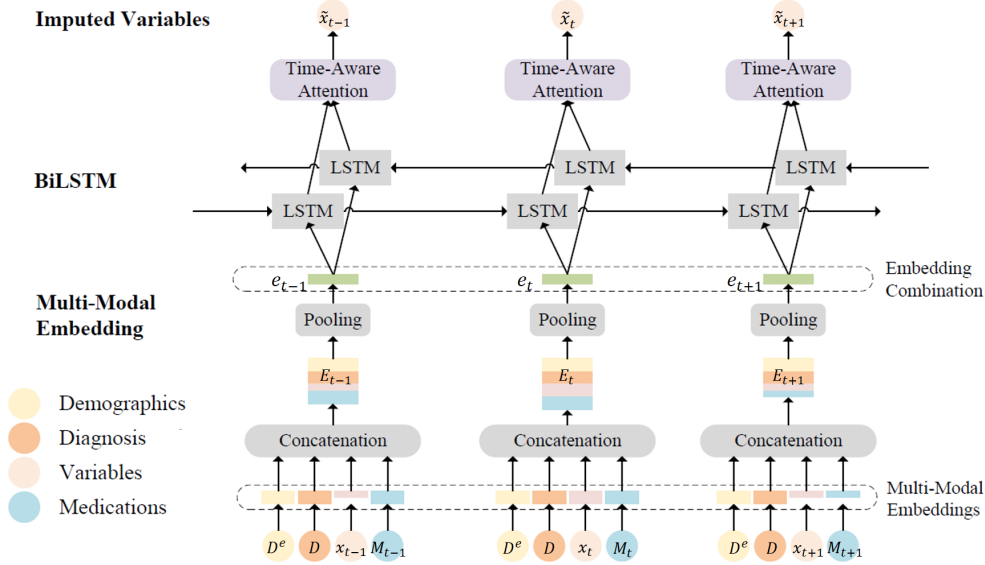 Imputed Variables
x̃ₜ₋₁
x̃ₜ
x̃ₜ₊₁
Time-Aware
Attention
Time-Aware
Attention
Time-Aware
Attention
BiLSTM
LSTM
LSTM
LSTM
LSTM
LSTM
LSTM
eₜ₋₁
eₜ
eₜ₊₁
Embedding
Combination
Multi-Modal
Embedding
Pooling
Pooling
Pooling
Eₜ₋₁
Eₜ
Eₜ₊₁
Demographics
Diagnosis
Variables
Medications
Concatenation
Concatenation
Concatenation
Multi-Modal
Embeddings
Dᵉ D xₜ₋₁ Mₜ₋₁
Dᵉ D xₜ Mₜ
Dᵉ D xₜ₊₁ Mₜ₊₁